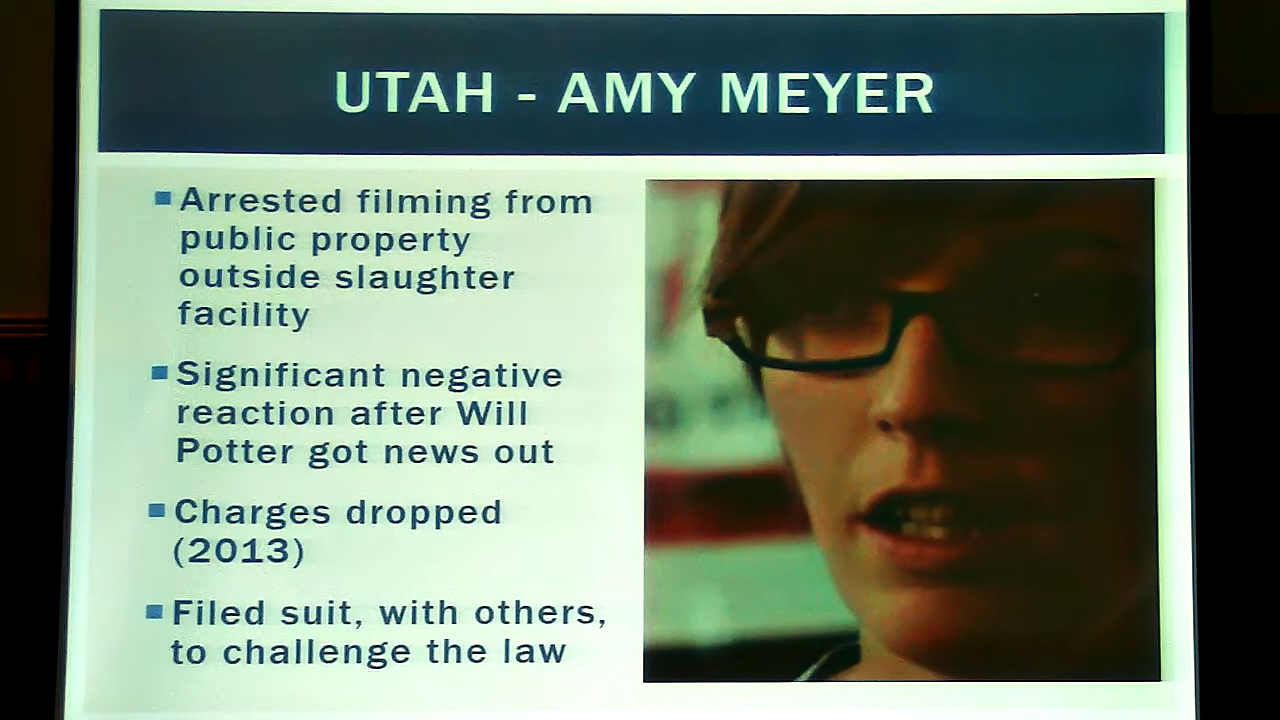 UTAH - AMY MEYER
Arrested filming from
public property
outside slaughter
facility
Significant negative
reaction after Will
Potter got news out
Charges dropped
(2013)
Filed suit, with others,
to challenge the law